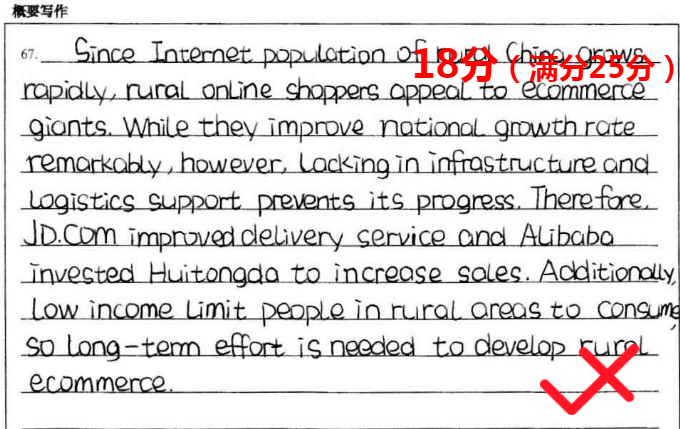 概要写作
67. Since Internet population of rural China grows
18分（满分25分）
rapidly, rural online shoppers appeal to ecommerce
giants. While they improve national growth rate
remarkably, however, lacking in infrastructure and
logistics support prevents its progress. Therefore,
JD.com improved delivery service and Alibaba
invested Huitongda to increase sales. Additionally,
low income limit people in rural areas to consume,
so long-term effort is needed to develop rural
ecommerce.